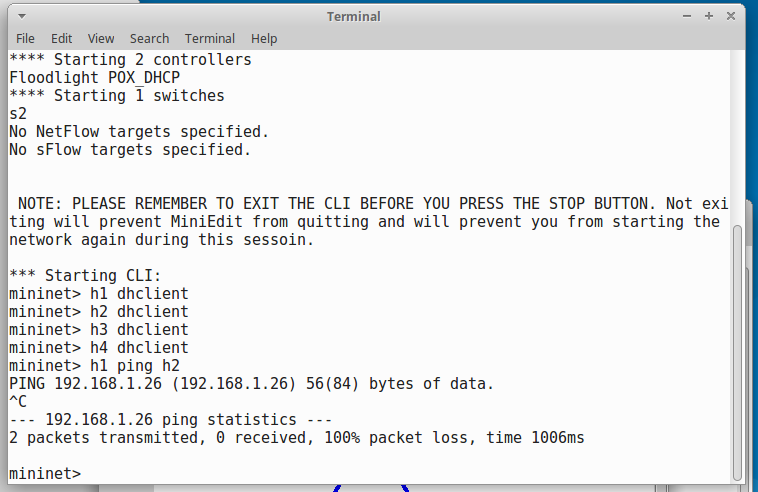 Terminal
File Edit View Search Terminal Help
**** Starting 2 controllers
Floodlight POX_DHCP
**** Starting 1 switches
s2
No NetFlow targets specified.
No sFlow targets specified.
NOTE: PLEASE REMEMBER TO EXIT THE CLI BEFORE YOU PRESS THE STOP BUTTON. Not exi
ting will prevent MiniEdit from quitting and will prevent you from starting the
network again during this sessoin.
*** Starting CLI:
mininet> h1 dhclient
mininet> h2 dhclient
mininet> h3 dhclient
mininet> h4 dhclient
mininet> h1 ping h2
PING 192.168.1.26 (192.168.1.26) 56(84) bytes of data.
^C
--- 192.168.1.26 ping statistics ---
2 packets transmitted, 0 received, 100% packet loss, time 1006ms
mininet>